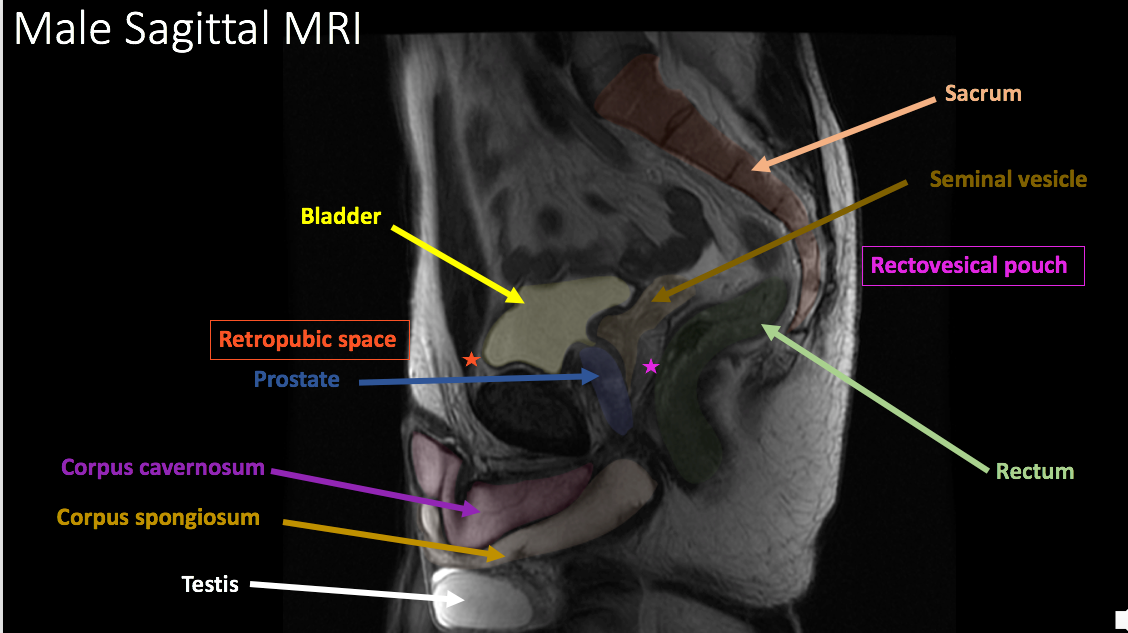 Male Sagittal MRI
Sacrum
Seminal vesicle
Bladder
Rectovesical pouch
Retropubic space
Prostate
Corpus cavernosum
Rectum
Corpus spongiosum
Testis